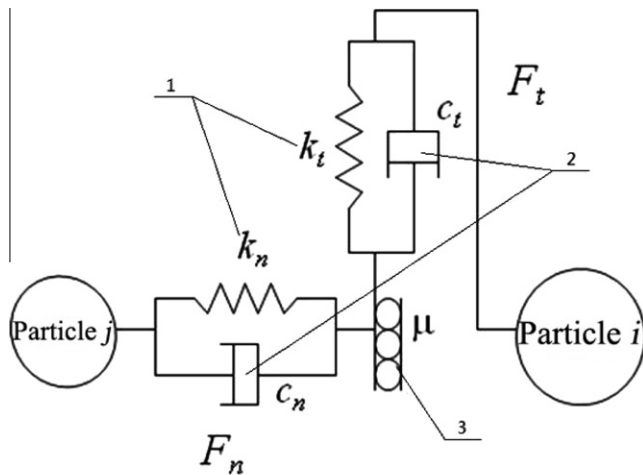 1
F_t
c_t
k_t
2
k_n
Particle j
μ
Particle i
c_n
3
F_n